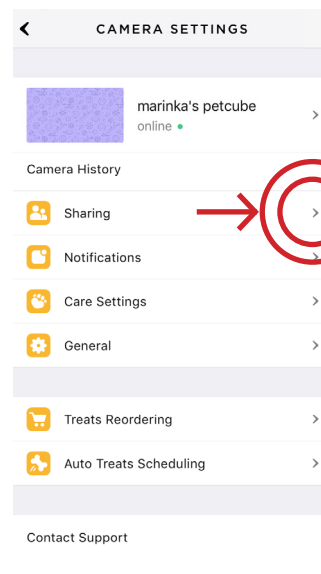 CAMERA SETTINGS
marinka's petcube
online
Camera History
Sharing
Notifications
Care Settings
General
Treats Reordering
Auto Treats Scheduling
Contact Support